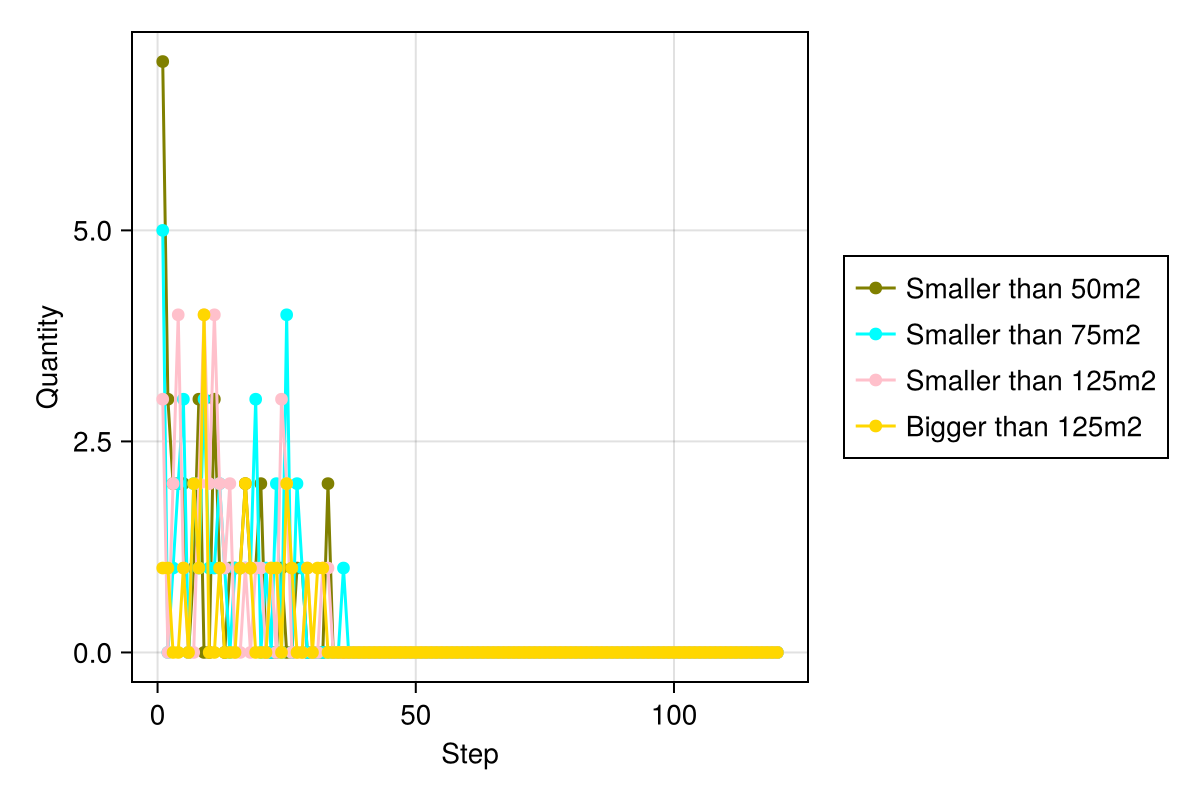 Quantity
5.0
2.5
0.0
0
50
100
Step
Smaller than 50m2
Smaller than 75m2
Smaller than 125m2
Bigger than 125m2